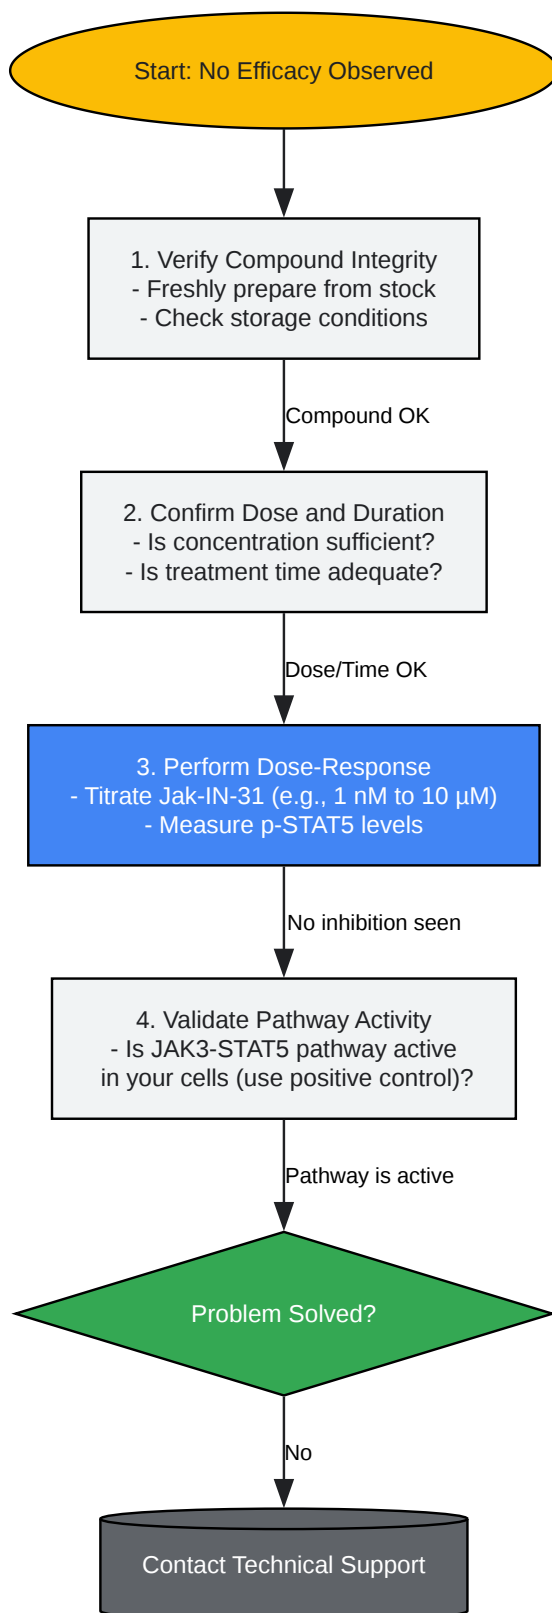 Start: No Efficacy Observed
1. Verify Compound Integrity
- Freshly prepare from stock
- Check storage conditions
Compound OK
2. Confirm Dose and Duration
- Is concentration sufficient?
- Is treatment time adequate?
Dose/Time OK
3. Perform Dose-Response
- Titrate Jak-IN-31 (e.g., 1 nM to 10 µM)
- Measure p-STAT5 levels
No inhibition seen
4. Validate Pathway Activity
- Is JAK3-STAT5 pathway active
in your cells (use positive control)?
Pathway is active
Problem Solved?
No
Contact Technical Support